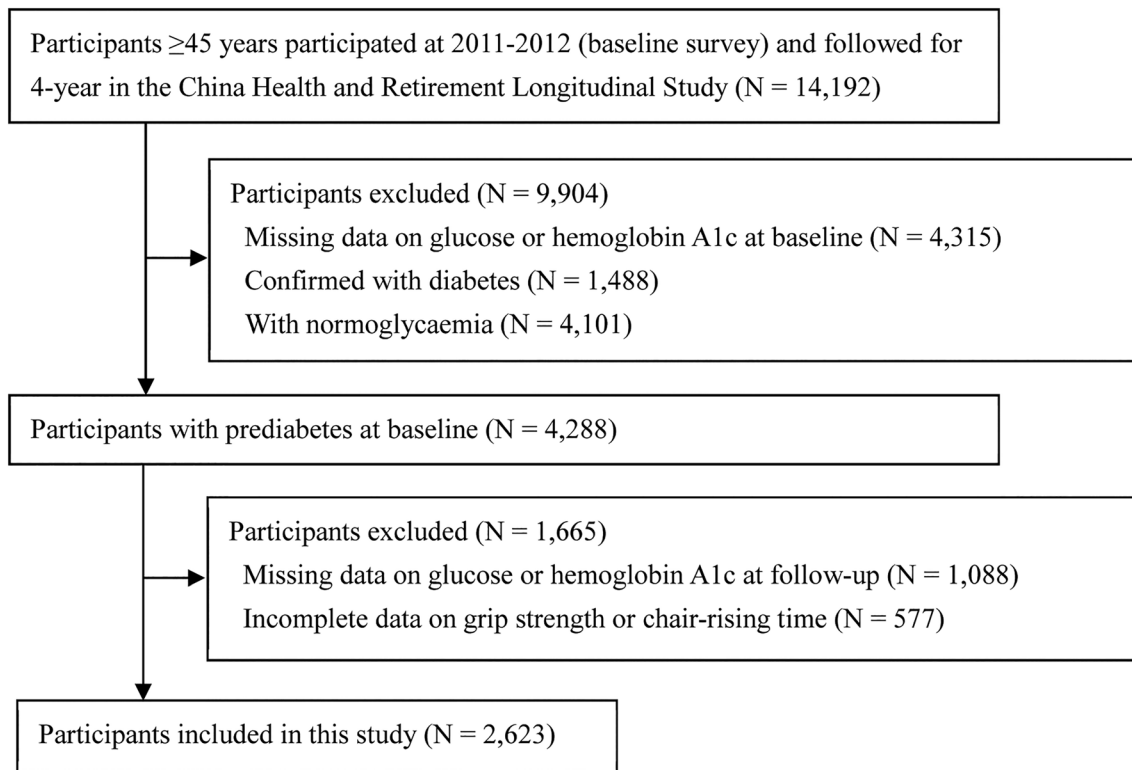 Participants ≥45 years participated at 2011-2012 (baseline survey) and followed for
4-year in the China Health and Retirement Longitudinal Study (N = 14,192)
Participants excluded (N = 9,904)
Missing data on glucose or hemoglobin A1c at baseline (N = 4,315)
Confirmed with diabetes (N = 1,488)
With normoglycaemia (N = 4,101)
Participants with prediabetes at baseline (N = 4,288)
Participants excluded (N = 1,665)
Missing data on glucose or hemoglobin A1c at follow-up (N = 1,088)
Incomplete data on grip strength or chair-rising time (N = 577)
Participants included in this study (N = 2,623)